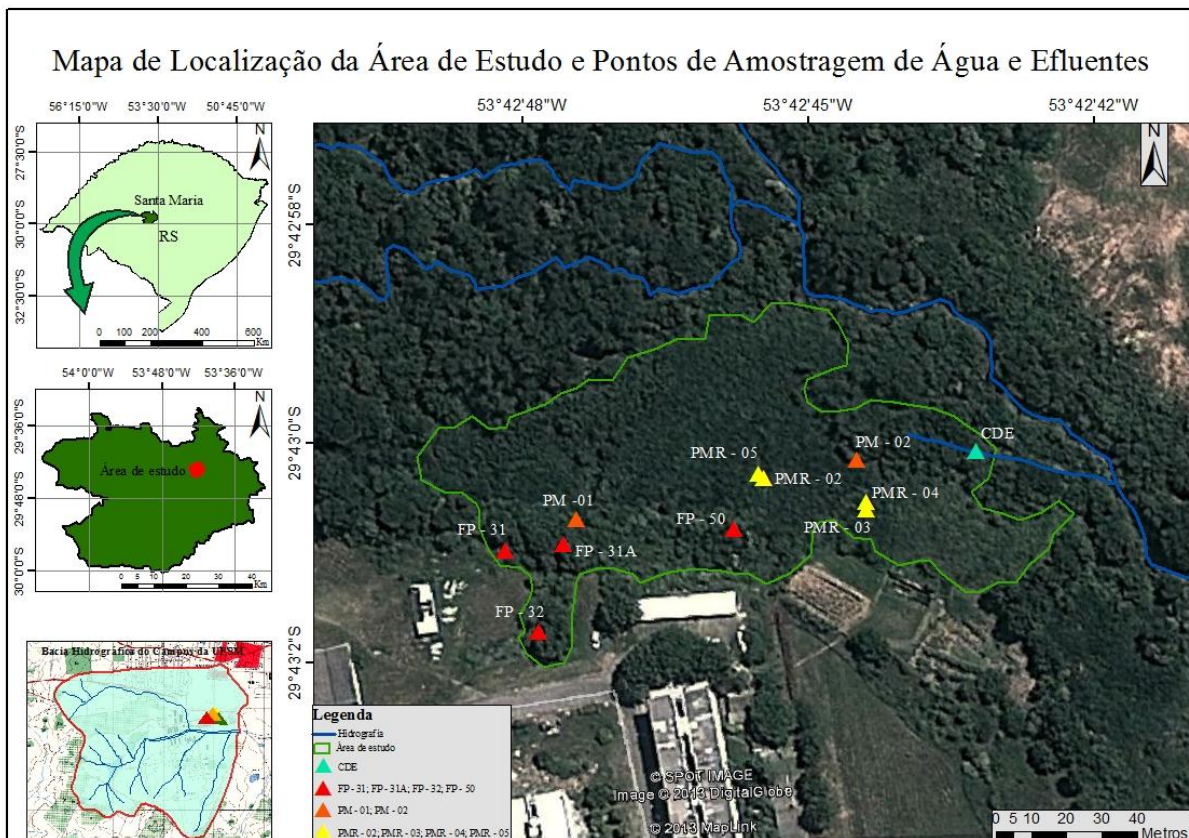 Mapa de Localização da Área de Estudo e Pontos de Amostragem de Água e Efluentes
56°15'0"W 53°30'0"W 50°45'0"W
27°30'0"S
30°0'0"S
32°30'0"S
N
Santa Maria
RS
0 100 200 400 600
Km
54°0'0"W 53°48'0"W 53°36'0"W
29°36'0"S
29°48'0"S
30°0'0"S
N
Área de estudo
0 5 10 20 30 40
Km
Bacia Hidrográfica do Campus da UFSM
53°42'48"W 53°42'45"W 53°42'42"W
29°42'58"S
29°43'0"S
29°43'2"S
N
CDE
PM - 02
PMR - 05
PMR - 02
PMR - 04
PMR - 03
PM -01
FP - 50
FP - 31
FP - 31A
FP - 32
Legenda
Hidrografia
Área de estudo
CDE
FP - 31; FP - 31A; FP - 32; FP - 50
PM - 01; PM - 02
PMR - 02; PMR - 03; PMR - 04; PMR - 05
© SPOT IMAGE
Image © 2013 DigitalGlobe
© 2013 MapLink
0 5 10 20 30 40
Metros